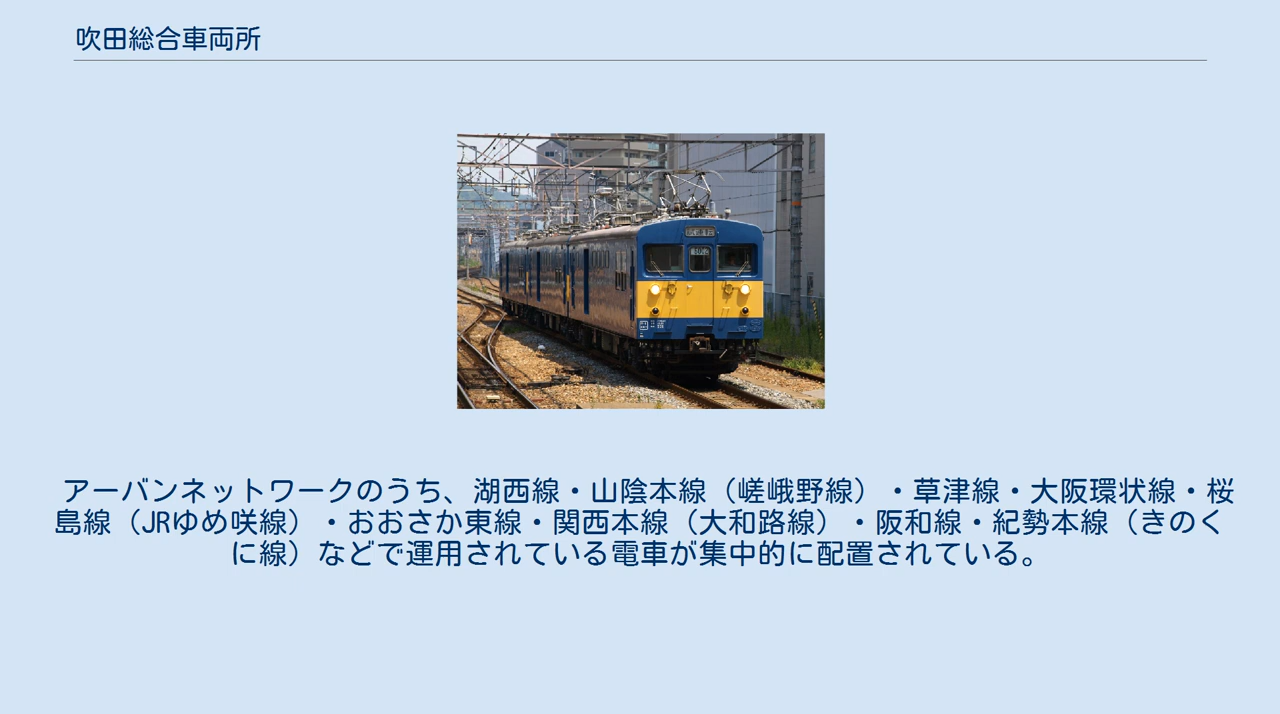 吹田総合車両所
アーバンネットワークのうち、湖西線・山陰本線（嵯峨野線）・草津線・大阪環状線・桜
島線（JRゆめ咲線）・おおさか東線・関西本線（大和路線）・阪和線・紀勢本線（きのく
に線）などで運用されている電車が集中的に配置されている。